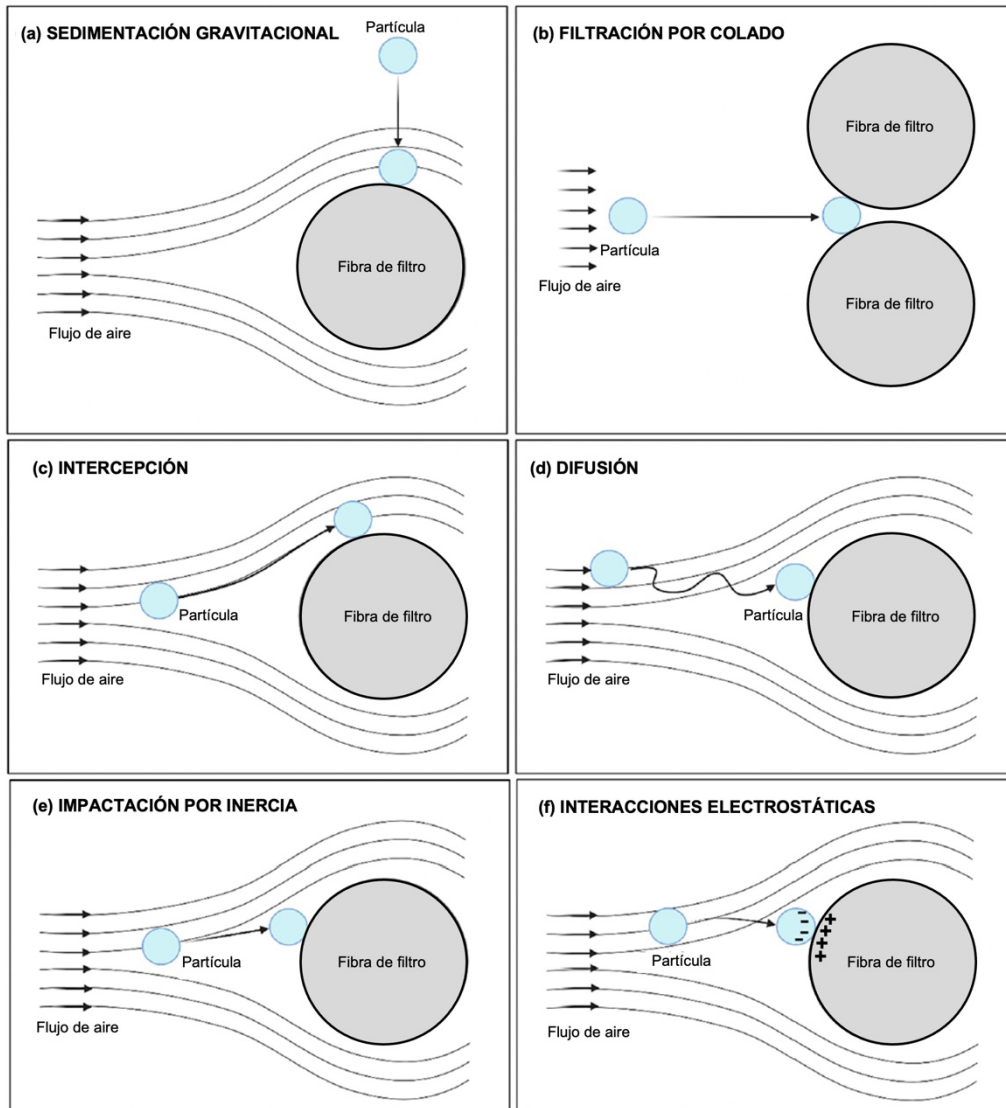 (a) SEDIMENTACIÓN GRAVITACIONAL
Partícula
Fibra de filtro
Flujo de aire
(b) FILTRACIÓN POR COLADO
Fibra de filtro
Partícula
Flujo de aire
Fibra de filtro
(c) INTERCEPCIÓN
Partícula
Fibra de filtro
Flujo de aire
(d) DIFUSIÓN
Partícula
Fibra de filtro
Flujo de aire
(e) IMPACTACIÓN POR INERCIA
Partícula
Fibra de filtro
Flujo de aire
(f) INTERACCIONES ELECTROSTÁTICAS
- - - -
+ + + +
Partícula
Fibra de filtro
Flujo de aire